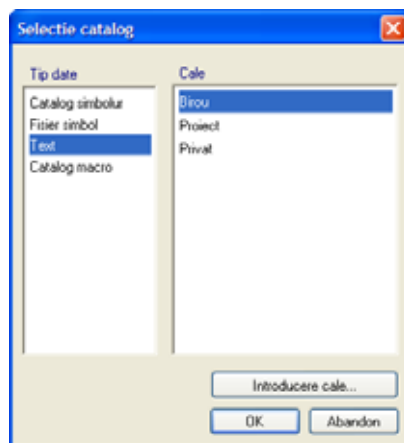 Selectie catalog
Tip date
Catalog simbolur
Fisier simbol
Text
Catalog macro
Cale
Birou
Proiect
Privat
Introducere cale...
OK
Abandon